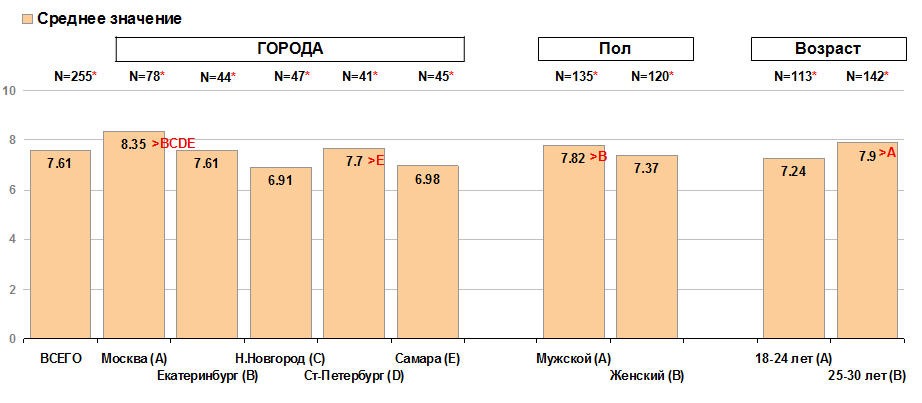 Среднее значение
ГОРОДА Пол Возраст
N=255* N=78* N=44* N=47* N=41* N=45* N=135* N=120* N=113* N=142*
10
8
6
4
2
0
7.61 8.35 >BCDE 7.61 6.91 7.7 >E 6.98 7.82 >B 7.37 7.24 7.9 >A
ВСЕГО Москва (A) Н.Новгород (C) Самара (E) Мужской (A) 18-24 лет (A)
Екатеринбург (B) Ст-Петербург (D) Женский (B) 25-30 лет (B)